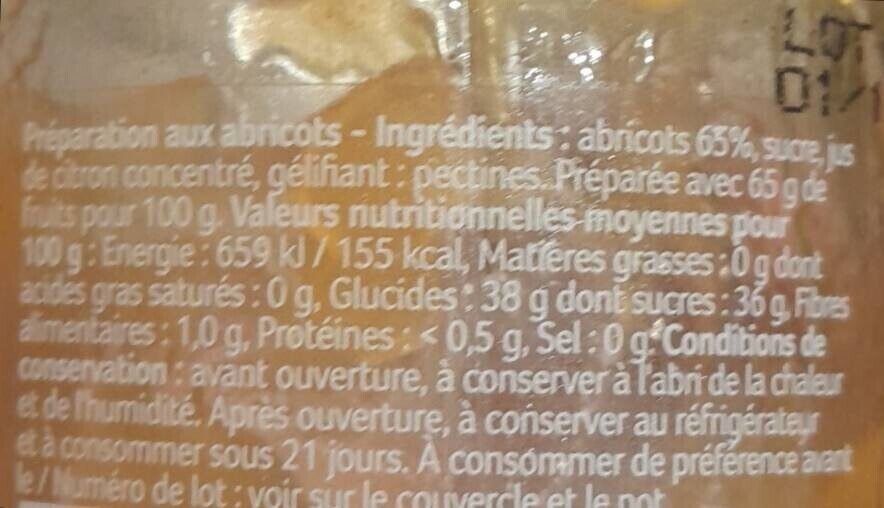 Préparation aux abricots - Ingrédients : abricots 65%, sucre, jus
de citron concentré, gélifiant : pectines. Préparée avec 65 g de
fruits pour 100 g. Valeurs nutritionnelles moyennes pour
100 g : Energie : 659 kJ / 155 kcal, Matières grasses : 0 g dont
acides gras saturés : 0 g, Glucides : 38 g dont sucres : 36 g, Fibres
alimentaires : 1,0 g, Protéines : < 0,5 g, Sel : 0 g. Conditions de
conservation : avant ouverture, à conserver à l'abri de la chaleur
et de l'humidité. Après ouverture, à conserver au réfrigérateur
et à consommer sous 21 jours. À consommer de préférence avant
le / Numéro de lot : voir sur le couvercle et le pot